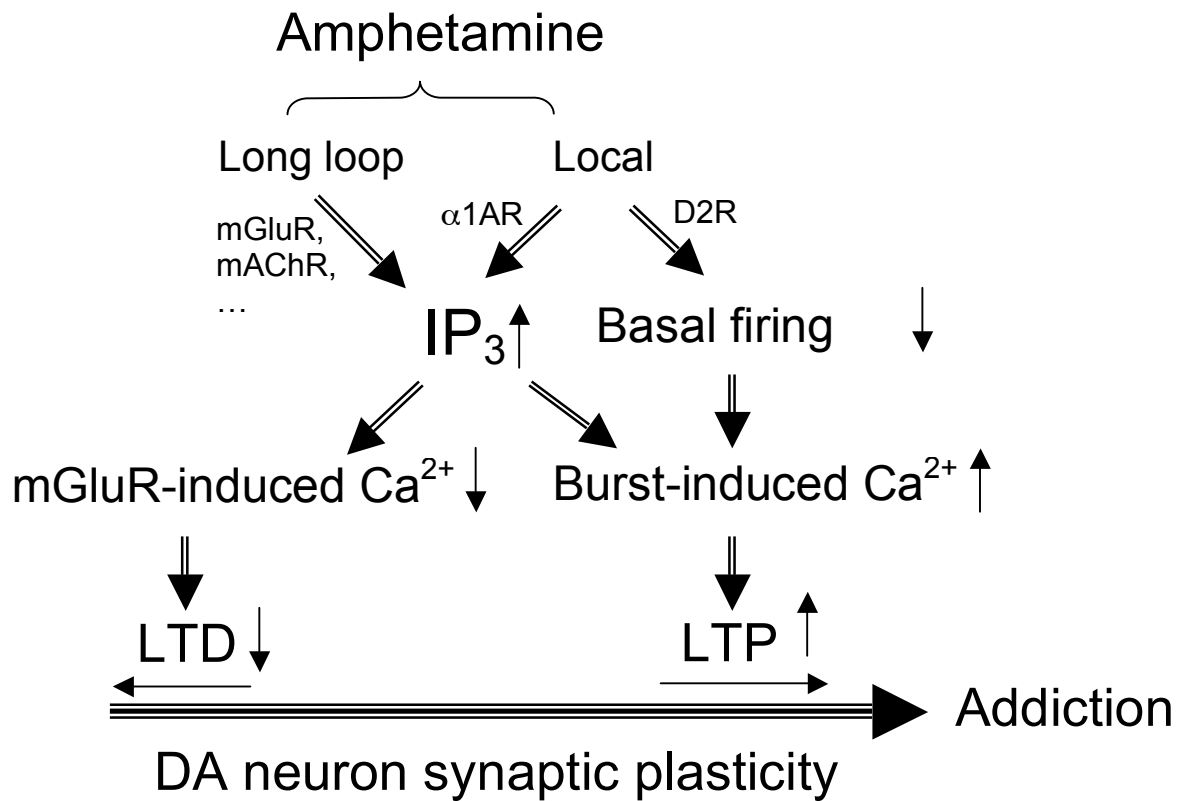 Amphetamine
Long loop
Local
mGluR,
mAChR,
…
α1AR
D2R
IP₃
Basal firing
mGluR-induced Ca²⁺
Burst-induced Ca²⁺
LTD
LTP
Addiction
DA neuron synaptic plasticity